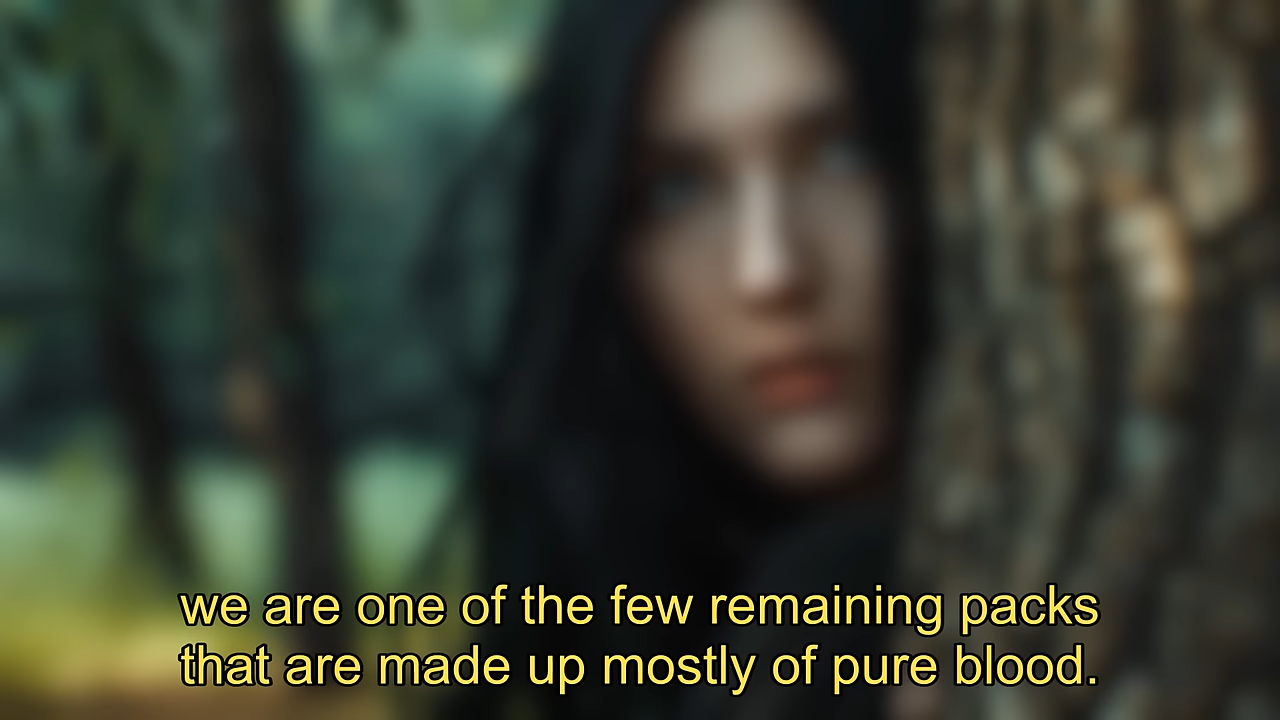 we are one of the few remaining packs
that are made up mostly of pure blood.